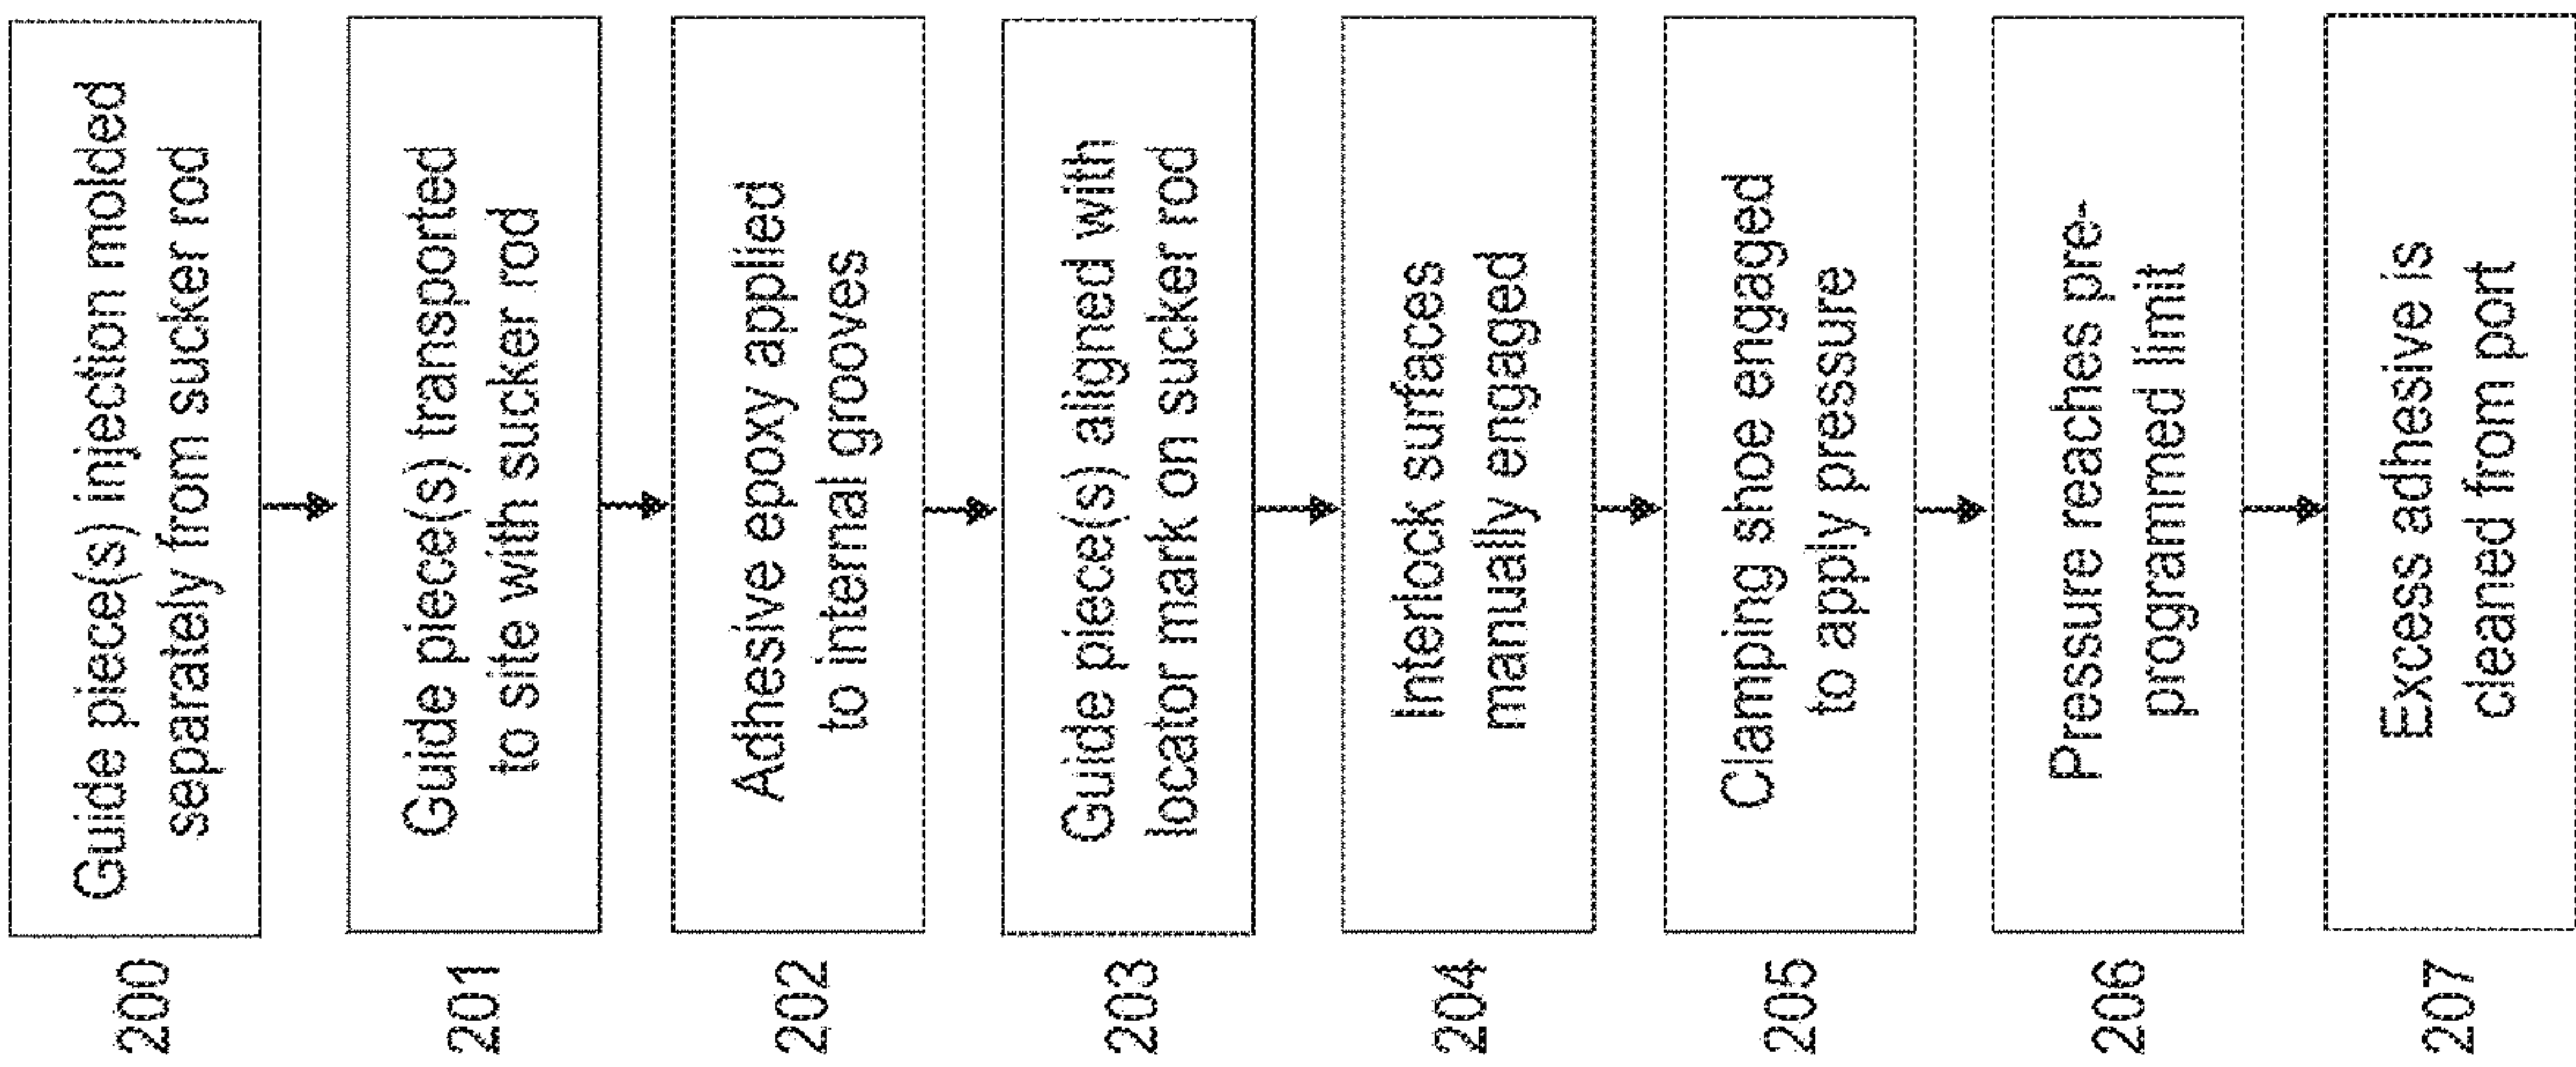 200
Guide piece(s) injection molded
separately from sucker rod
201
Guide piece(s) transported
to site with sucker rod
202
Adhesive epoxy applied
to internal grooves
203
Guide piece(s) aligned with
locator mark on sucker rod
204
Interlock surfaces
manually engaged
205
Clamping shoe engaged
to apply pressure
206
Pressure reaches pre-
programmed limit
207
Excess adhesive is
cleaned from port